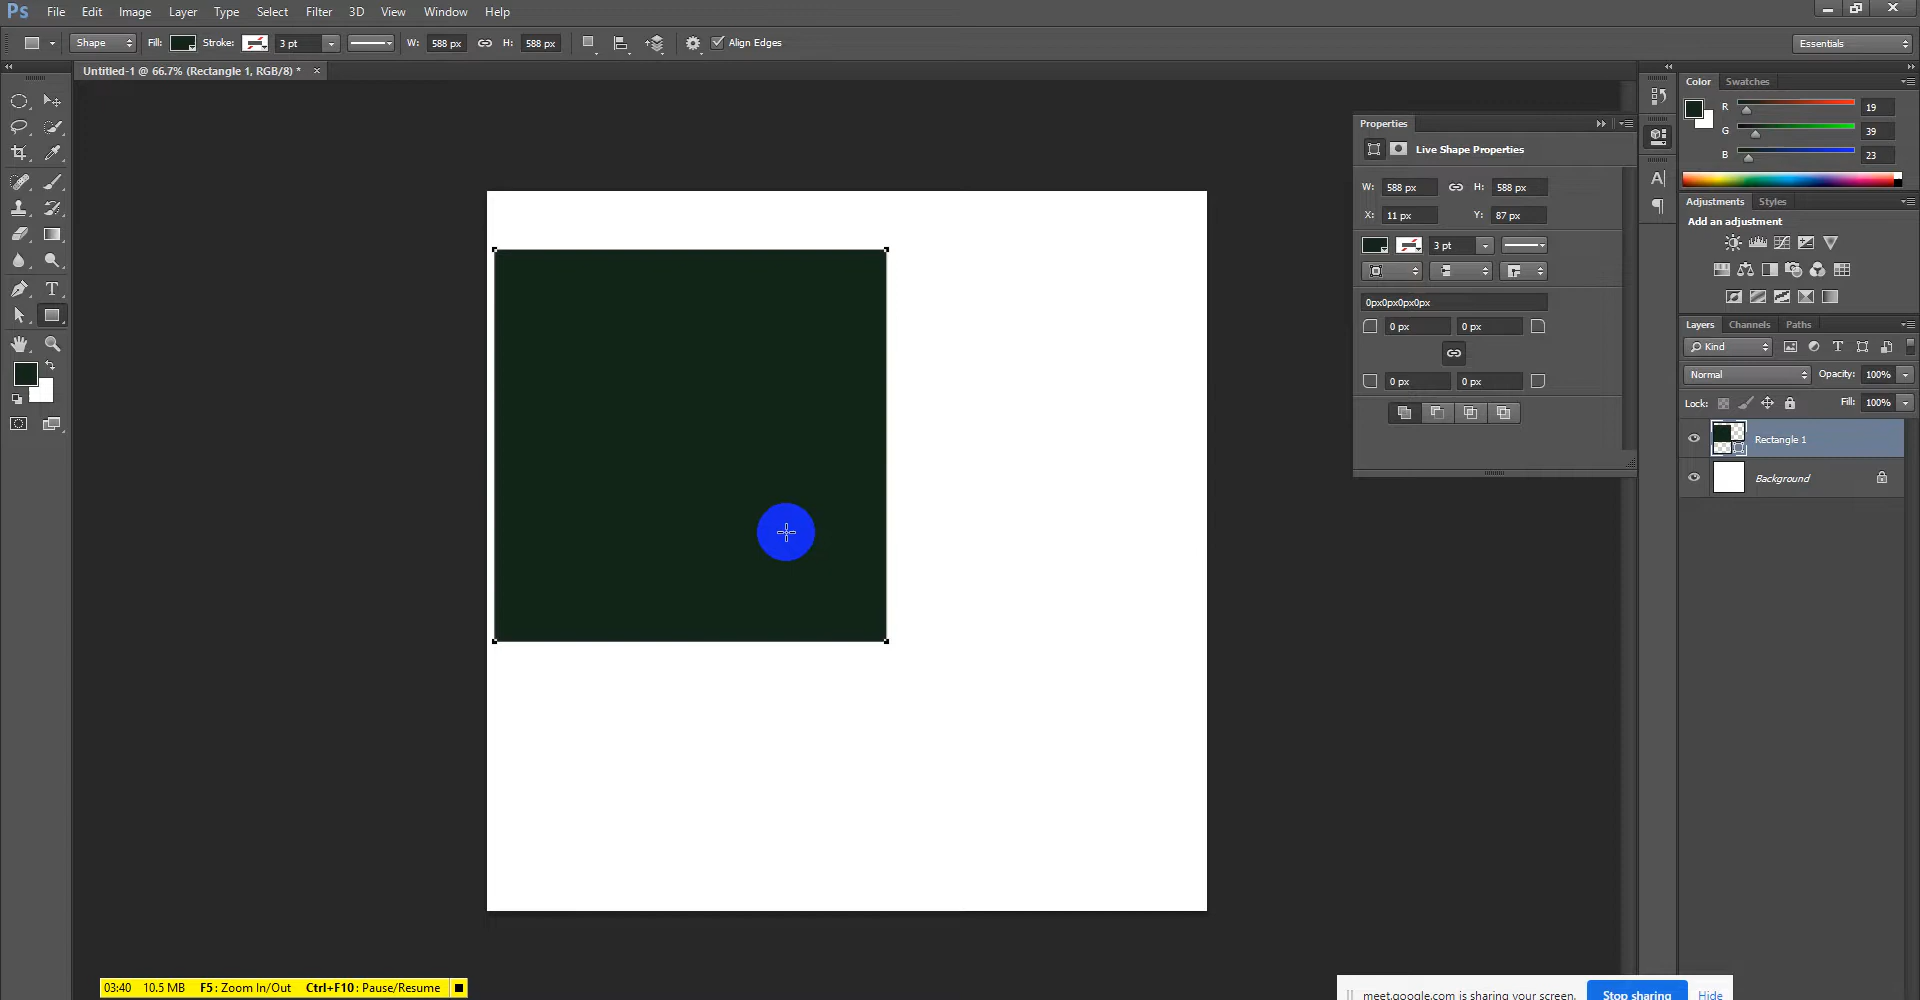 Ps File Edit Image Layer Type Select Filter 3D View Window Help
Shape Fill: Stroke: 3 pt W: 588 px H: 588 px Align Edges Essentials
Untitled-1 @ 66.7% (Rectangle 1, RGB/8) * ×
Color Swatches
R 19
G 39
B 23
Properties
Live Shape Properties
W: 588 px H: 588 px
X: 11 px Y: 87 px
3 pt
0px0px0px0px
0 px 0 px
0 px 0 px
Adjustments Styles
Add an adjustment
Layers Channels Paths
Kind
Normal Opacity: 100%
Lock: Fill: 100%
Rectangle 1
Background
03:40 10.5 MB F5: Zoom In/Out Ctrl+F10: Pause/Resume
meet.google.com is sharing your screen. Stop sharing Hide